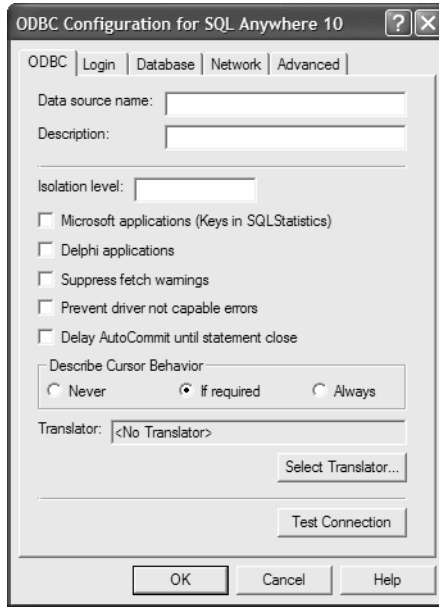 ODBC Configuration for SQL Anywhere 10
ODBC Login Database Network Advanced
Data source name:
Description:
Isolation level:
Microsoft applications (Keys in SQLStatistics)
Delphi applications
Suppress fetch warnings
Prevent driver not capable errors
Delay AutoCommit until statement close
Describe Cursor Behavior
Never If required Always
Translator: <No Translator>
Select Translator...
Test Connection
OK Cancel Help